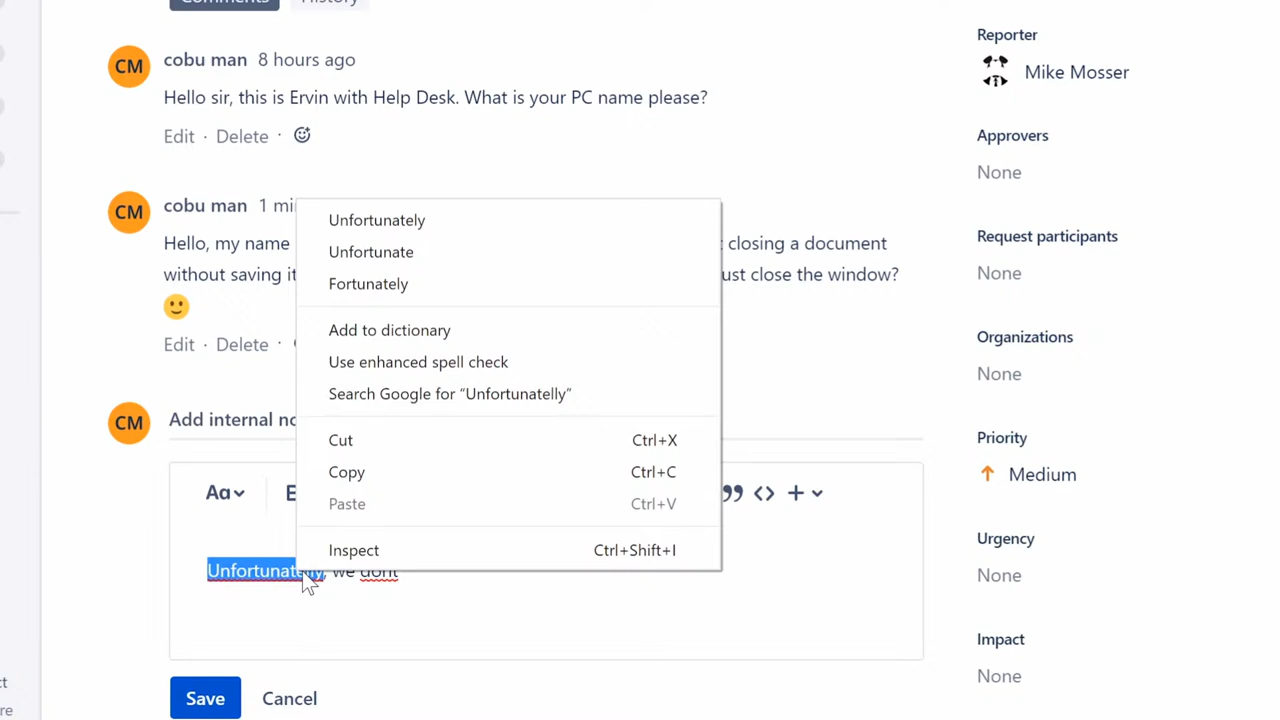 Comments History
CM cobu man 8 hours ago
Hello sir, this is Ervin with Help Desk. What is your PC name please?
Edit · Delete ·
CM cobu man 1
Hello, my name closing a document
without saving just close the window?
Edit · Delete ·
CM Add internal
Aa
Unfortunatelly, we dont
Save Cancel
Unfortunately
Unfortunate
Fortunately
Add to dictionary
Use enhanced spell check
Search Google for “Unfortunatelly”
Cut Ctrl+X
Copy Ctrl+C
Paste Ctrl+V
Inspect Ctrl+Shift+I
Reporter
Mike Mosser
Approvers
None
Request participants
None
Organizations
None
Priority
Medium
Urgency
None
Impact
None